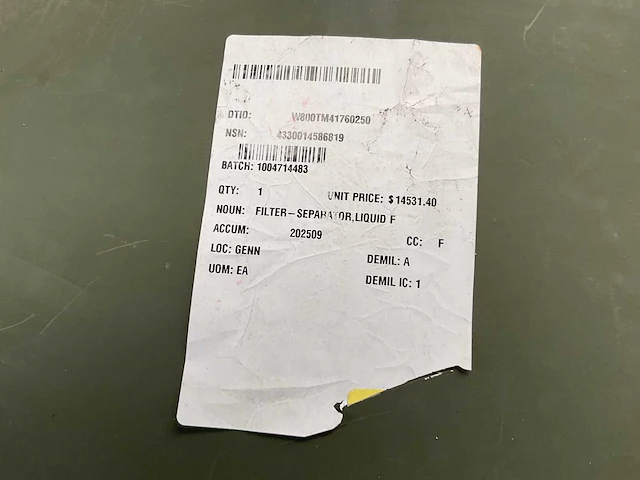 DTID: W800TM41760250
NSN: 4330014586819
BATCH: 1004714483
QTY: 1 UNIT PRICE: $14531.40
NOUN: FILTER-SEPARATOR,LIQUID F
ACCUM: 202509 CC: F
LOC: GENN DEMIL: A
UOM: EA DEMIL IC: 1